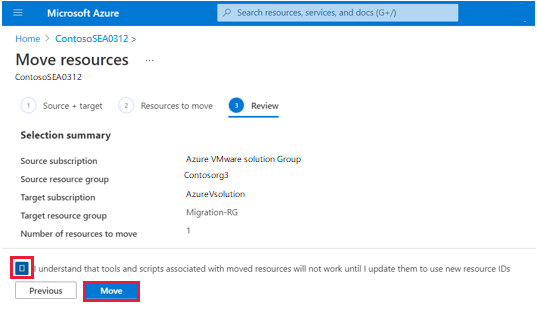 Microsoft Azure
Search resources, services, and docs (G+/)
Home > ContosoSEA0312 >
Move resources ...
ContosoSEA0312
1 Source + target 2 Resources to move 3 Review
Selection summary
Source subscription Azure VMware solution Group
Source resource group Contosorg3
Target subscription AzureVsolution
Target resource group Migration-RG
Number of resources to move 1
I understand that tools and scripts associated with moved resources will not work until I update them to use new resource IDs
Previous Move